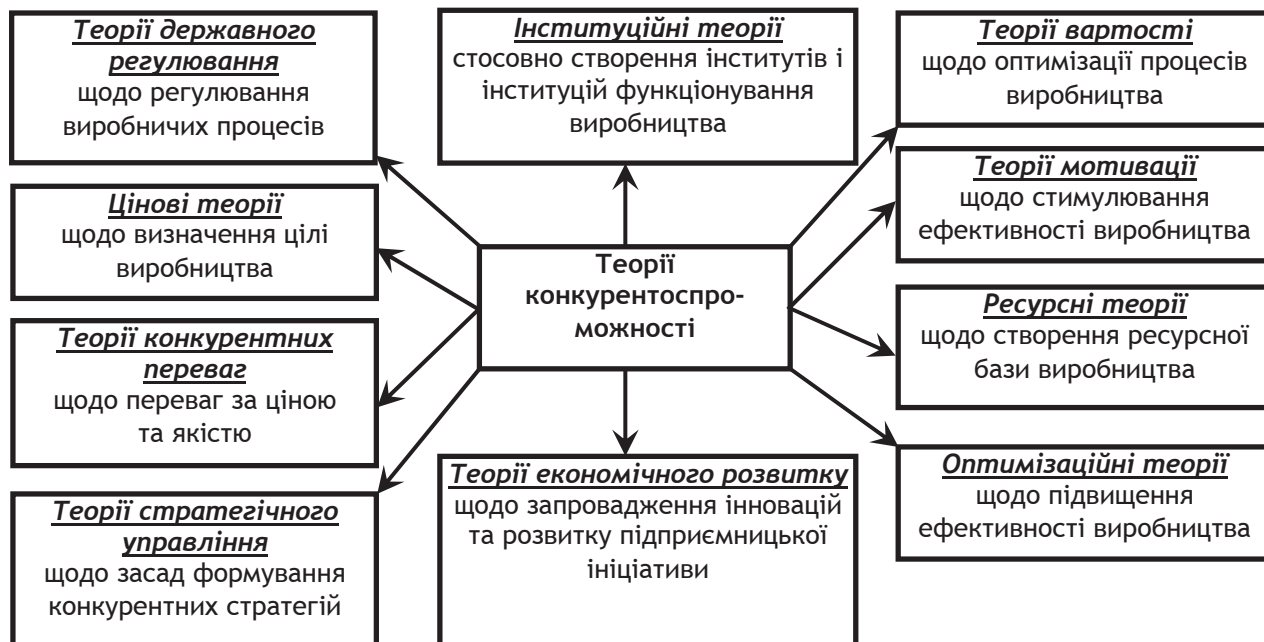 Теорії державного
регулювання
щодо регулювання
виробничих процесів
Цінові теорії
щодо визначення цілі
виробництва
Теорії конкурентних
переваг
щодо переваг за ціною
та якістю
Теорії стратегічного
управління
щодо засад формування
конкурентних стратегій
Інституційні теорії
стосовно створення інститутів і
інституцій функціонування
виробництва
Теорії
конкурентоспро-
можності
Теорії економічного розвитку
щодо запровадження інновацій
та розвитку підприємницької
ініціативи
Теорії вартості
щодо оптимізації процесів
виробництва
Теорії мотивації
щодо стимулювання
ефективності виробництва
Ресурсні теорії
щодо створення ресурсної
бази виробництва
Оптимізаційні теорії
щодо підвищення
ефективності виробництва